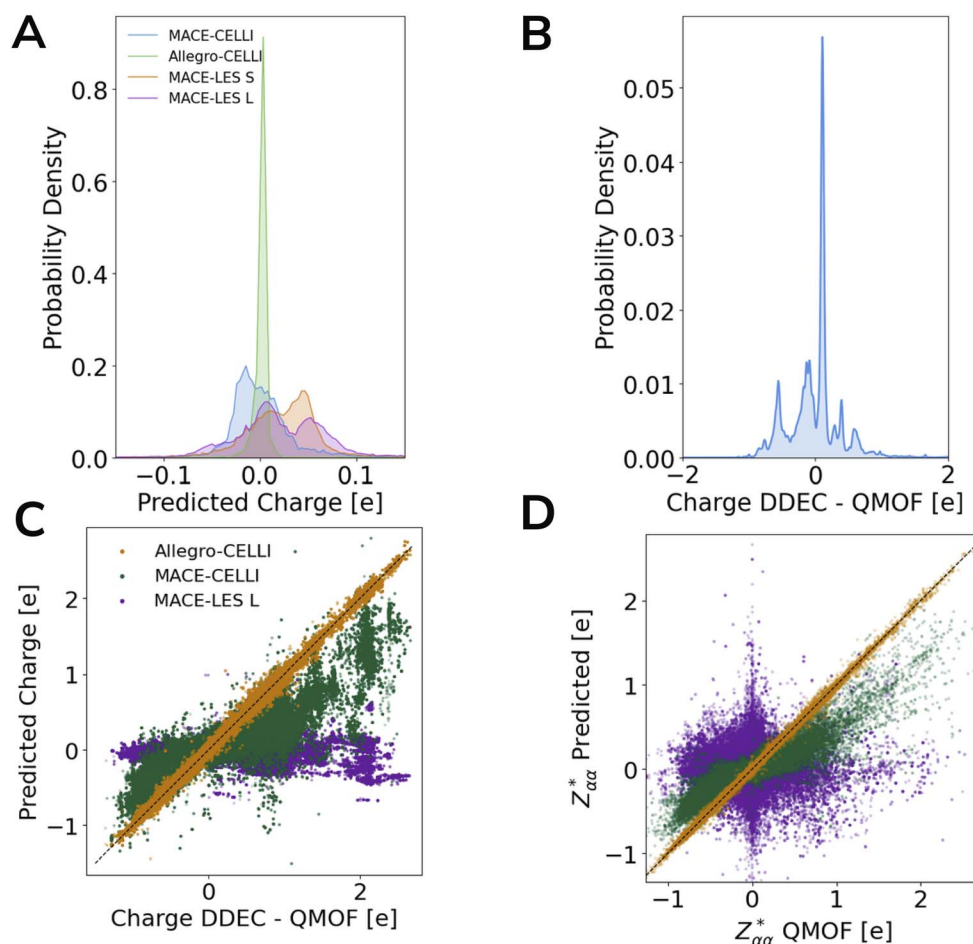 A
MACE-CELLI
Allegro-CELLI
MACE-LES S
MACE-LES L
0.8
0.6
0.4
0.2
0.0
Probability Density
−0.1
0.0
0.1
Predicted Charge [e]
B
0.05
0.04
0.03
0.02
0.01
0.00
Probability Density
−2
0
2
Charge DDEC - QMOF [e]
C
Allegro-CELLI
MACE-CELLI
MACE-LES L
2
1
0
−1
Predicted Charge [e]
0
2
Charge DDEC - QMOF [e]
D
2
1
0
−1
Z*αα Predicted [e]
−1
0
1
2
Z*αα QMOF [e]